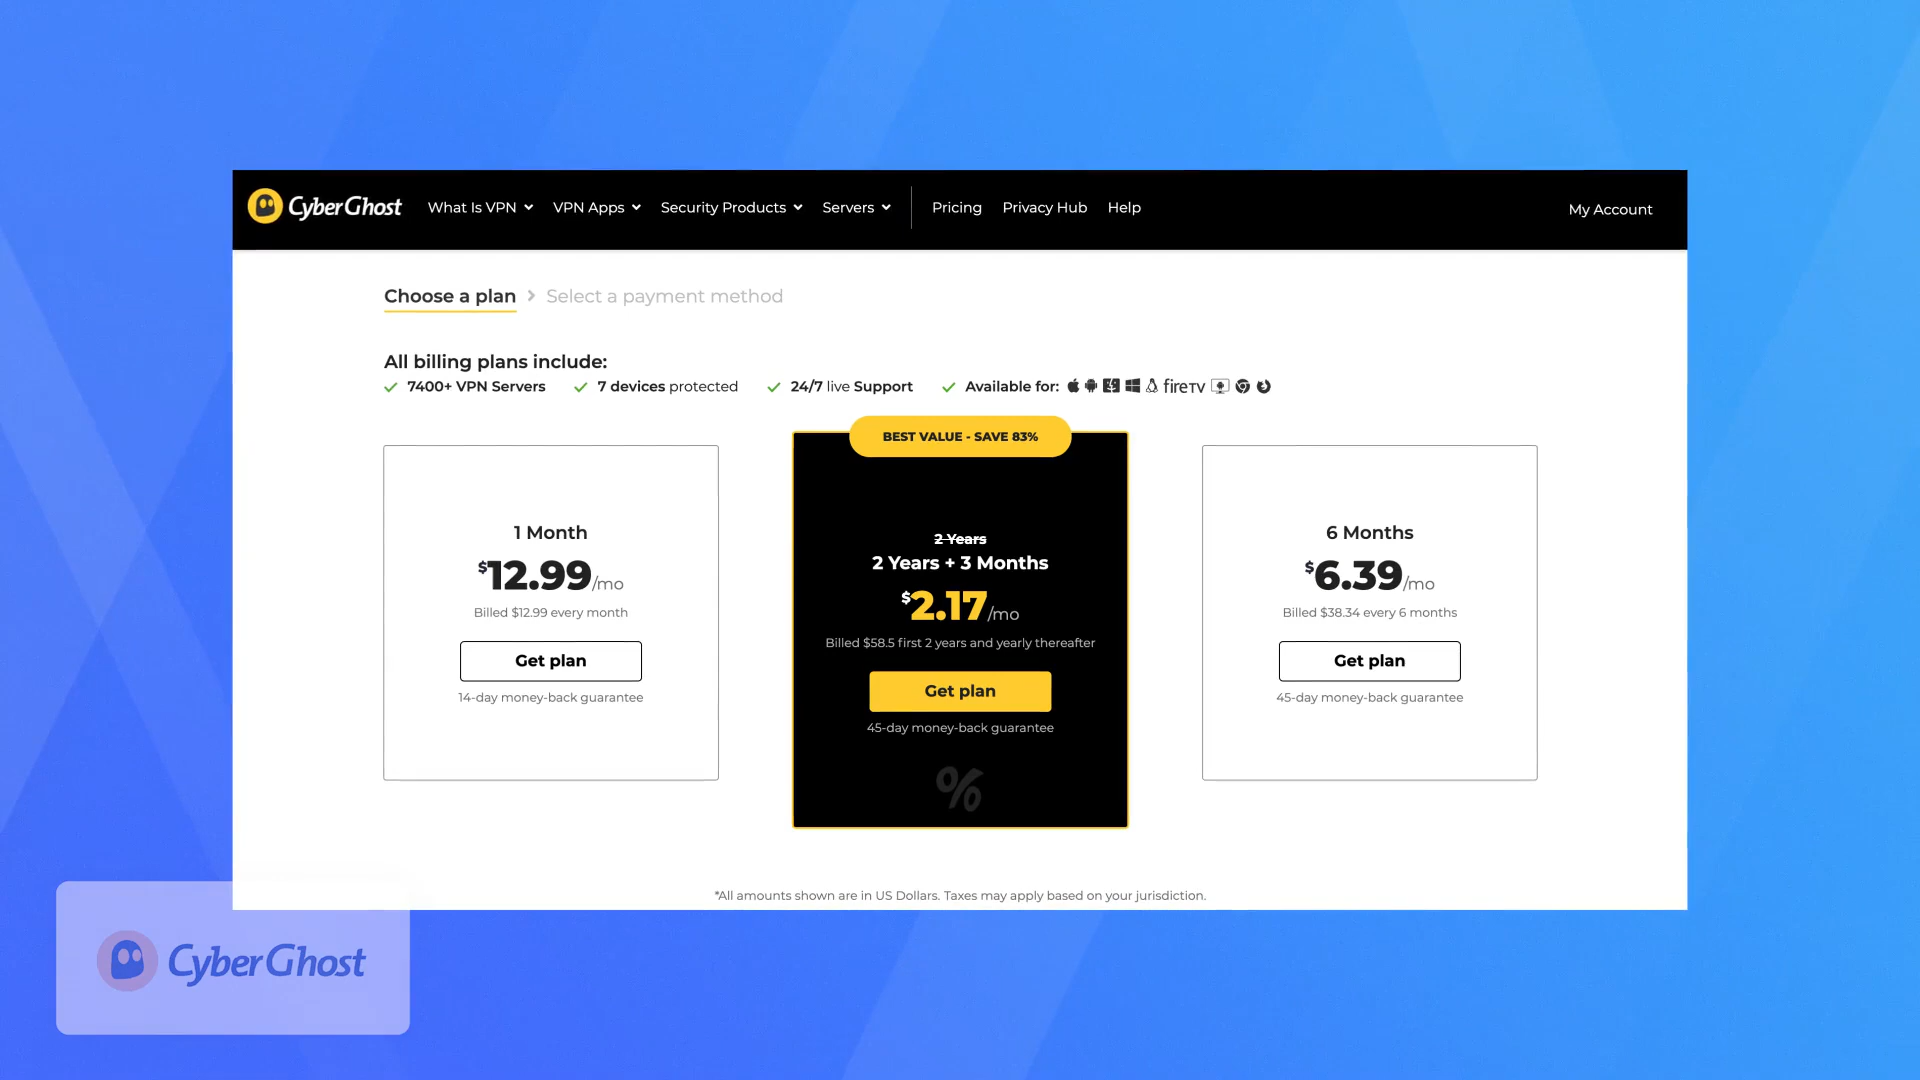 CyberGhost What Is VPN VPN Apps Security Products Servers Pricing Privacy Hub Help My Account
Choose a plan Select a payment method
All billing plans include:
7400+ VPN Servers 7 devices protected 24/7 live Support Available for: fireTV
BEST VALUE - SAVE 83%
1 Month
$12.99/mo
Billed $12.99 every month
Get plan
14-day money-back guarantee
2 Years
2 Years + 3 Months
$2.17/mo
Billed $58.5 first 2 years and yearly thereafter
Get plan
45-day money-back guarantee
%
6 Months
$6.39/mo
Billed $38.34 every 6 months
Get plan
45-day money-back guarantee
*All amounts shown are in US Dollars. Taxes may apply based on your jurisdiction.
CyberGhost